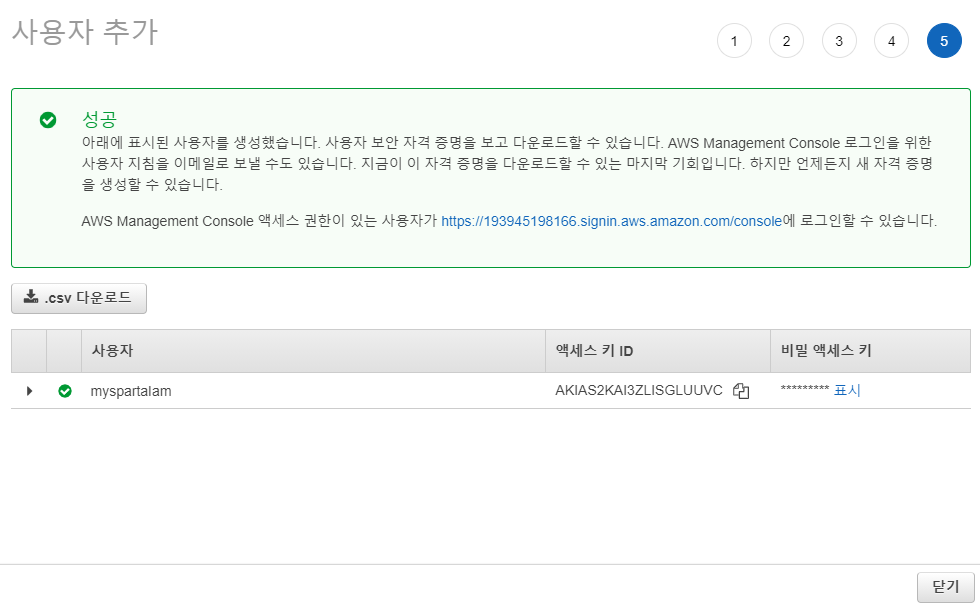 사용자 추가
1 2 3 4 5
성공
아래에 표시된 사용자를 생성했습니다. 사용자 보안 자격 증명을 보고 다운로드할 수 있습니다. AWS Management Console 로그인을 위한
사용자 지침을 이메일로 보낼 수도 있습니다. 지금이 이 자격 증명을 다운로드할 수 있는 마지막 기회입니다. 하지만 언제든지 새 자격 증명
을 생성할 수 있습니다.
AWS Management Console 액세스 권한이 있는 사용자가 https://193945198166.signin.aws.amazon.com/console에 로그인할 수 있습니다.
.csv 다운로드
사용자 액세스 키 ID 비밀 액세스 키
myspartalam AKIAS2KAI3ZLISGLUUVC ********* 표시
닫기